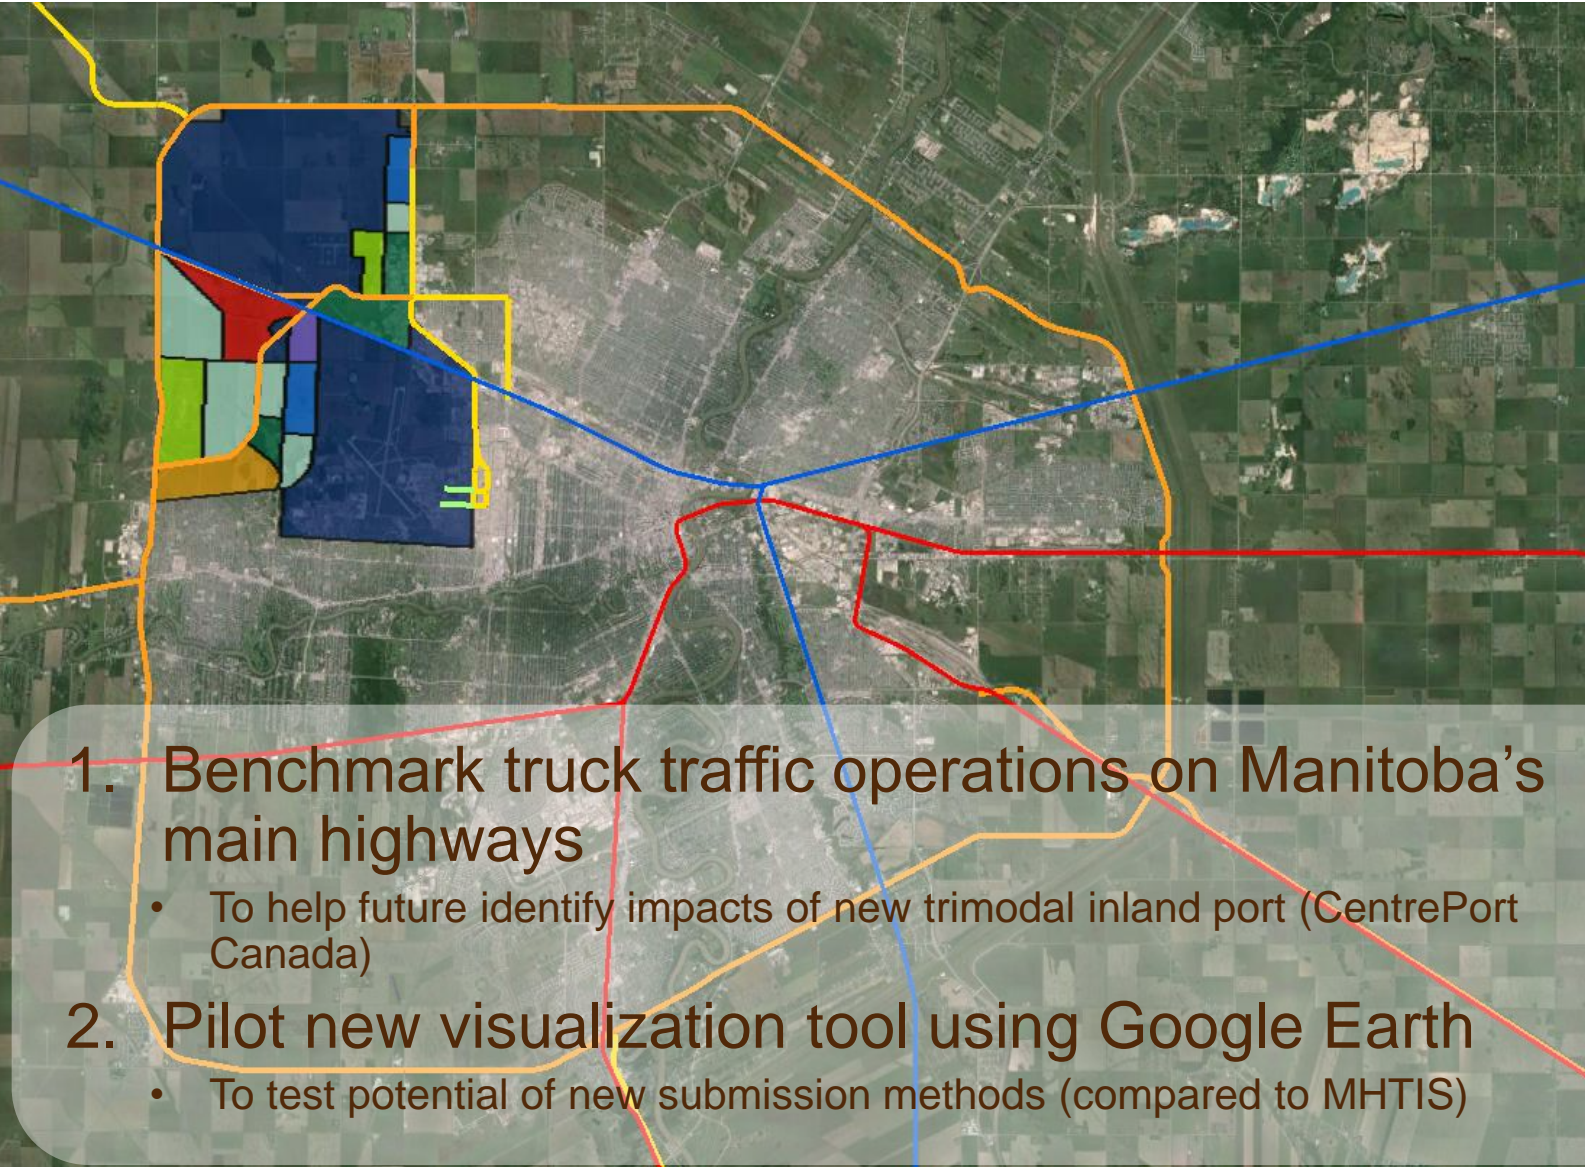 1. Benchmark truck traffic operations on Manitoba’s
main highways
• To help future identify impacts of new trimodal inland port (CentrePort
Canada)
2. Pilot new visualization tool using Google Earth
• To test potential of new submission methods (compared to MHTIS)